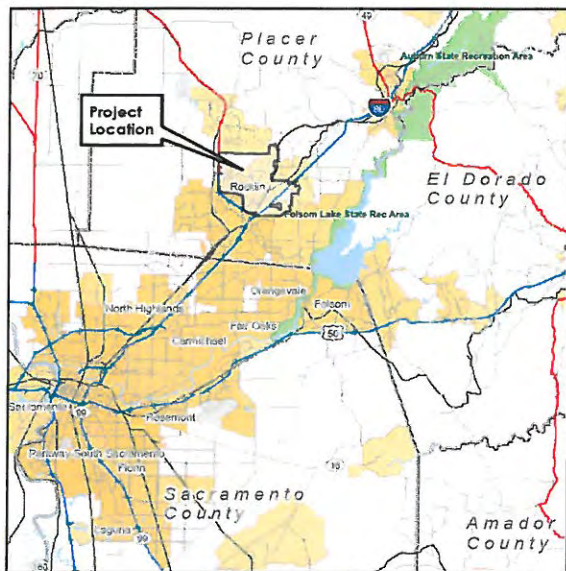 49
Placer
County
Auburn State Recreation Area
70
80
Project
Location
Rocklin
El Dorado
County
Folsom Lake State Rec Area
Orangevale
North Highlands
Folsom
Fair Oaks
50
Carmichael
Sacramento
99
Rosemont
Parkway-South Sacramento
Florin
16
Sacramento
County
Laguna
99
Amador
County